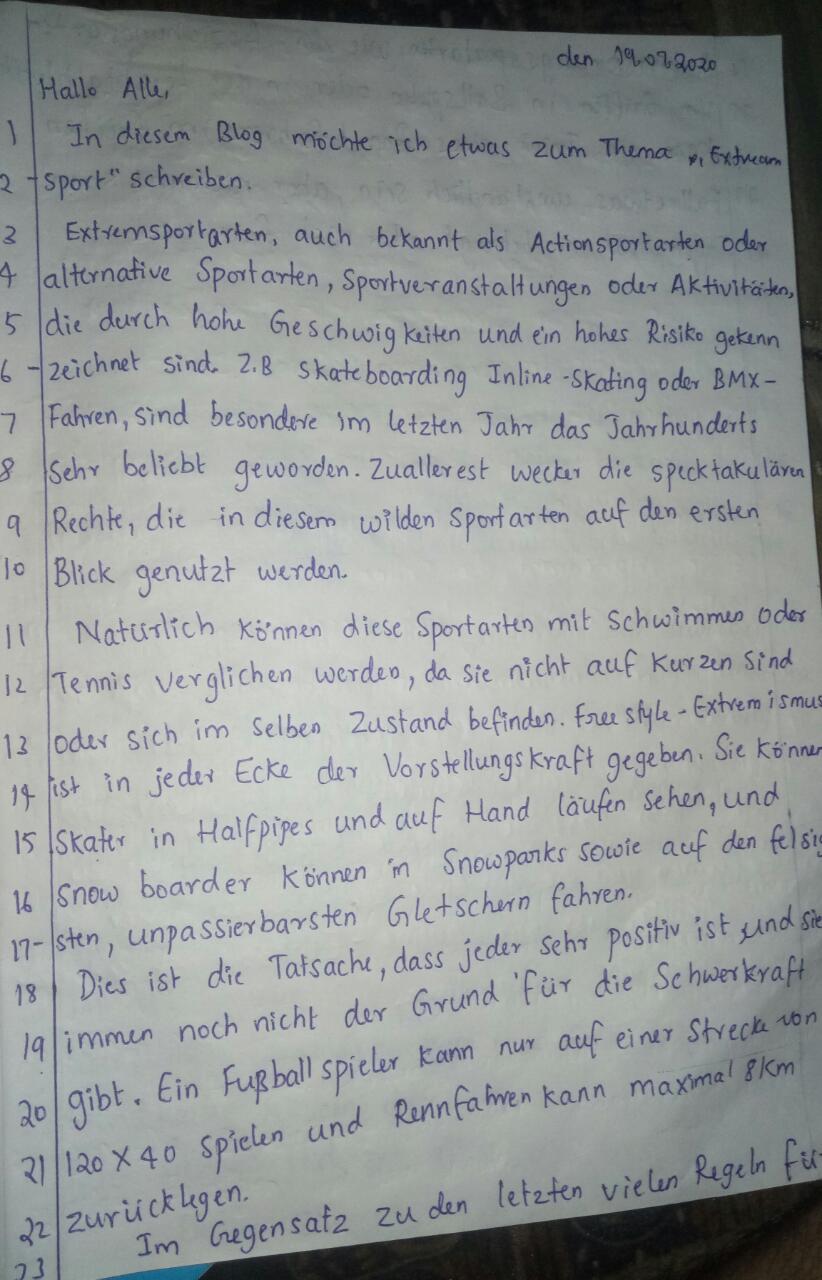 den 19.07.2020
Hallo Alle,
1 In diesem Blog möchte ich etwas zum Thema „Extream
2 -sport" schreiben.
3 Extremsportarten, auch bekannt als Actionsportarten oder
4 alternative Sportarten, Sportveranstaltungen oder Aktivitäten,
5 die durch hohe Geschwigkeiten und ein hohes Risiko gekenn
6 -zeichnet sind. Z.B Skateboarding Inline-Skating oder BMX-
7 Fahren, sind besondere im letzten Jahr das Jahrhunderts
8 Sehr beliebt geworden. Zuallerest wecker die specktakulären
9 Rechte, die in diesem wilden Sportarten auf den ersten
10 Blick genutzt werden.
11 Natürlich können diese Sportarten mit Schwimmen oder
12 Tennis verglichen werden, da sie nicht auf Kurzen sind
13 oder sich im selben Zustand befinden. Free style-Extremismus
14 ist in jeder Ecke der Vorstellungskraft gegeben. Sie können
15 Skater in Halfpipes und auf Hand läufen sehen, und
16 Snow boarder können in Snowparks sowie auf den felsig
17 -sten, unpassierbarsten Gletschern fahren.
18 Dies ist die Tatsache, dass jeder sehr positiv ist und sie
19 immen noch nicht der Grund für die Schwerkraft
20 gibt. Ein Fußballspieler kann nur auf einer Strecke von
21 120 X 40 spielen und Rennfahren kann maximal 8km
22 zurücklegen.
23 Im Gegensatz zu den letzten vielen Regeln für